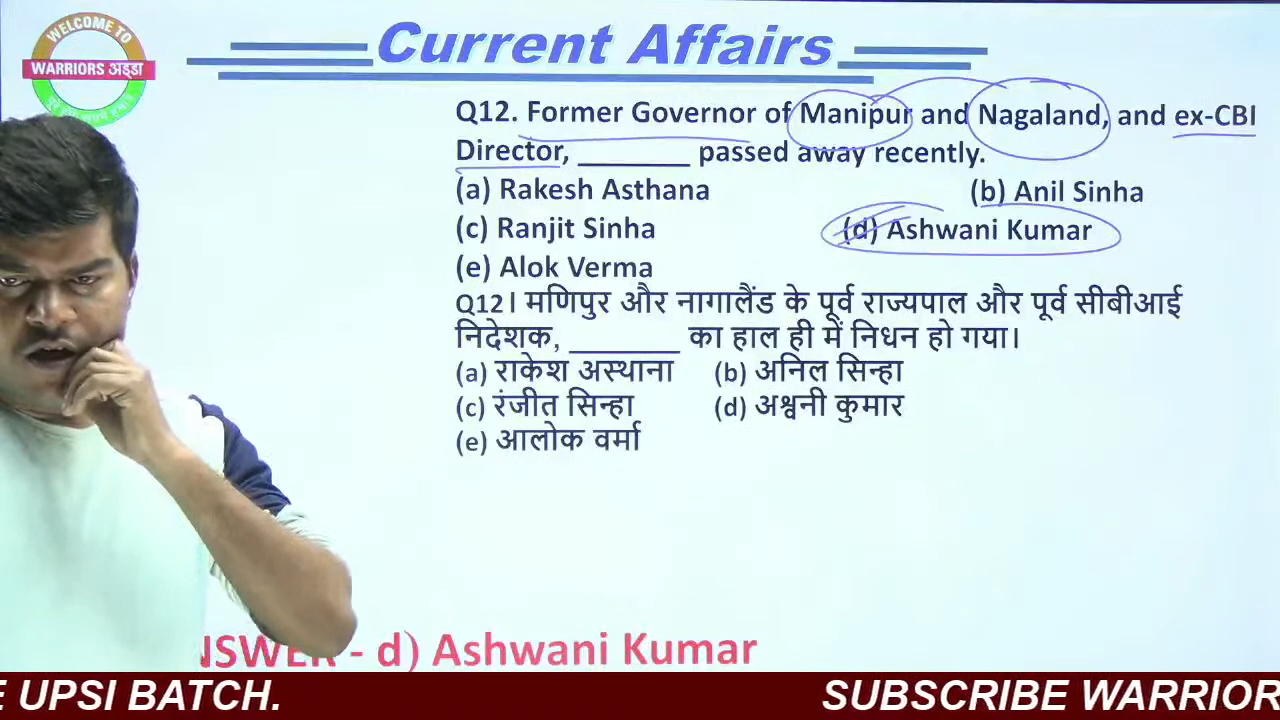 WELCOME TO
WARRIORS अड्डा
Current Affairs
Q12. Former Governor of Manipur and Nagaland, and ex-CBI
Director, ________ passed away recently.
(a) Rakesh Asthana (b) Anil Sinha
(c) Ranjit Sinha (d) Ashwani Kumar
(e) Alok Verma
Q12। मणिपुर और नागालैंड के पूर्व राज्यपाल और पूर्व सीबीआई
निदेशक, ________ का हाल ही में निधन हो गया।
(a) राकेश अस्थाना (b) अनिल सिन्हा
(c) रंजीत सिन्हा (d) अश्वनी कुमार
(e) आलोक वर्मा
NSWER - d) Ashwani Kumar
E UPSI BATCH. SUBSCRIBE WARRIOR